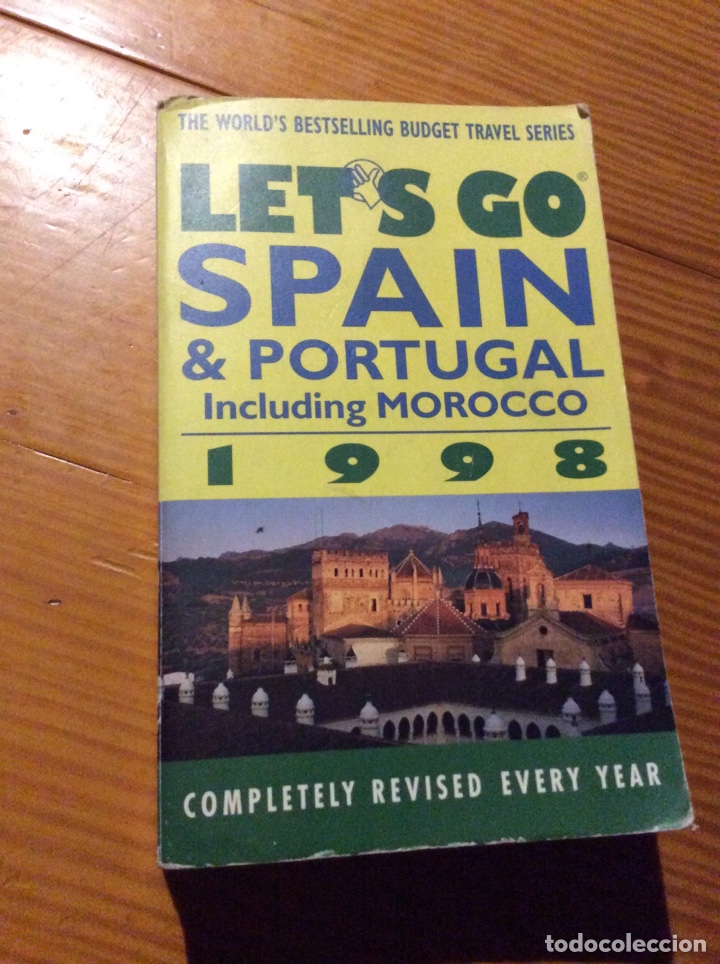 THE WORLD'S BESTSELLING BUDGET TRAVEL SERIES
LET'S GO®
SPAIN
& PORTUGAL
Including MOROCCO
1998
COMPLETELY REVISED EVERY YEAR
todocoleccion